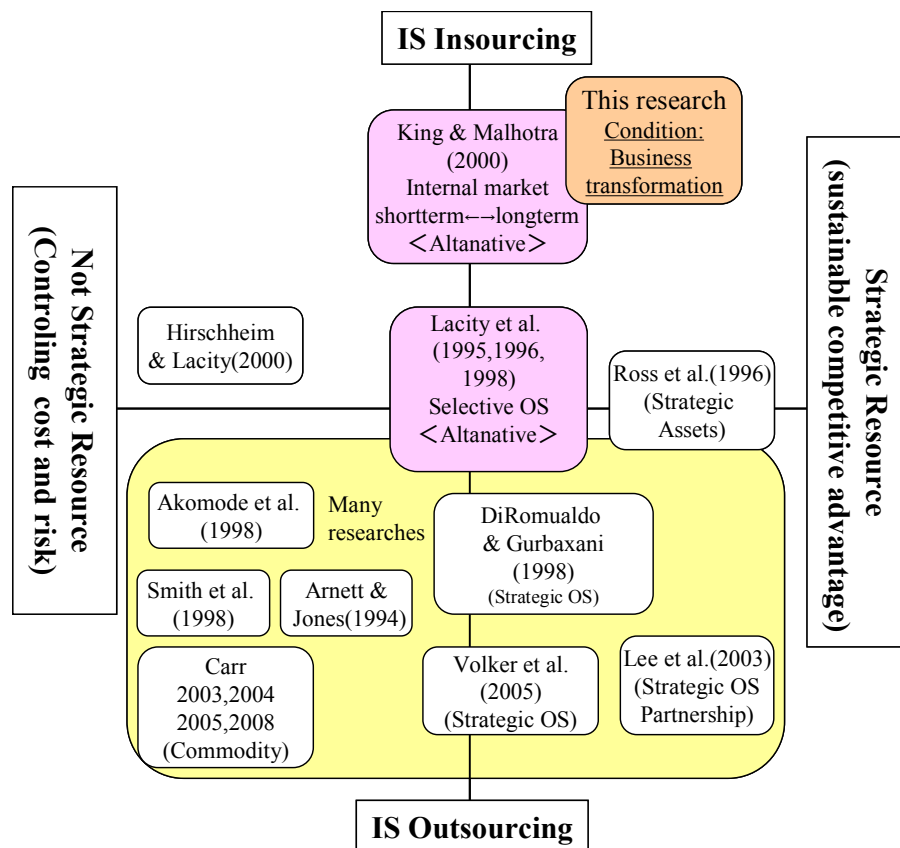 IS Insourcing
This research
Condition:
Business
transformation
King & Malhotra
(2000)
Internal market
shortterm←→longterm
＜Altanative＞
Not Strategic Resource
(Controling cost and risk)
Strategic Resource
(sustainable competitive advantage)
Hirschheim
& Lacity(2000)
Lacity et al.
(1995,1996,
1998)
Selective OS
＜Altanative＞
Ross et al.(1996)
(Strategic
Assets)
Akomode et al.
(1998)
Many
researches
DiRomualdo
& Gurbaxani
(1998)
(Strategic OS)
Smith et al.
(1998)
Arnett &
Jones(1994)
Carr
2003,2004
2005,2008
(Commodity)
Volker et al.
(2005)
(Strategic OS)
Lee et al.(2003)
(Strategic OS
Partnership)
IS Outsourcing